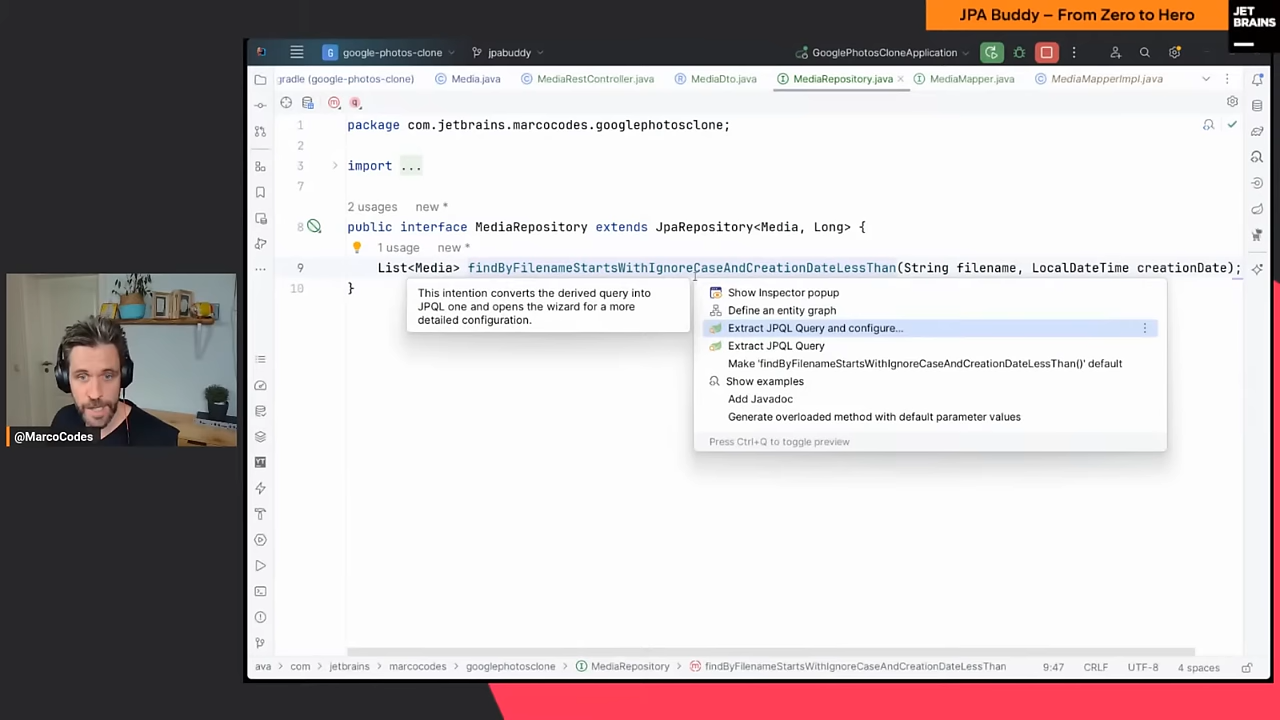 JPA Buddy – From Zero to Hero
JET
BRAINS
google-photos-clone
jpabuddy
GooglePhotosCloneApplication
gradle (google-photos-clone)
Media.java
MediaRestController.java
MediaDto.java
MediaRepository.java
MediaMapper.java
MediaMapperImpl.java
1 package com.jetbrains.marcocodes.googlephotosclone;
2
3 import ...
7
2 usages new *
8 public interface MediaRepository extends JpaRepository<Media, Long> {
1 usage new *
9 List<Media> findByFilenameStartsWithIgnoreCaseAndCreationDateLessThan(String filename, LocalDateTime creationDate);
10 }
This intention converts the derived query into
JPQL one and opens the wizard for a more
detailed configuration.
Show Inspector popup
Define an entity graph
Extract JPQL Query and configure...
Extract JPQL Query
Make 'findByFilenameStartsWithIgnoreCaseAndCreationDateLessThan()' default
Show examples
Add Javadoc
Generate overloaded method with default parameter values
Press Ctrl+Q to toggle preview
@MarcoCodes
ava > com > jetbrains > marcocodes > googlephotosclone > MediaRepository > findByFilenameStartsWithIgnoreCaseAndCreationDateLessThan
9:47 CRLF UTF-8 4 spaces